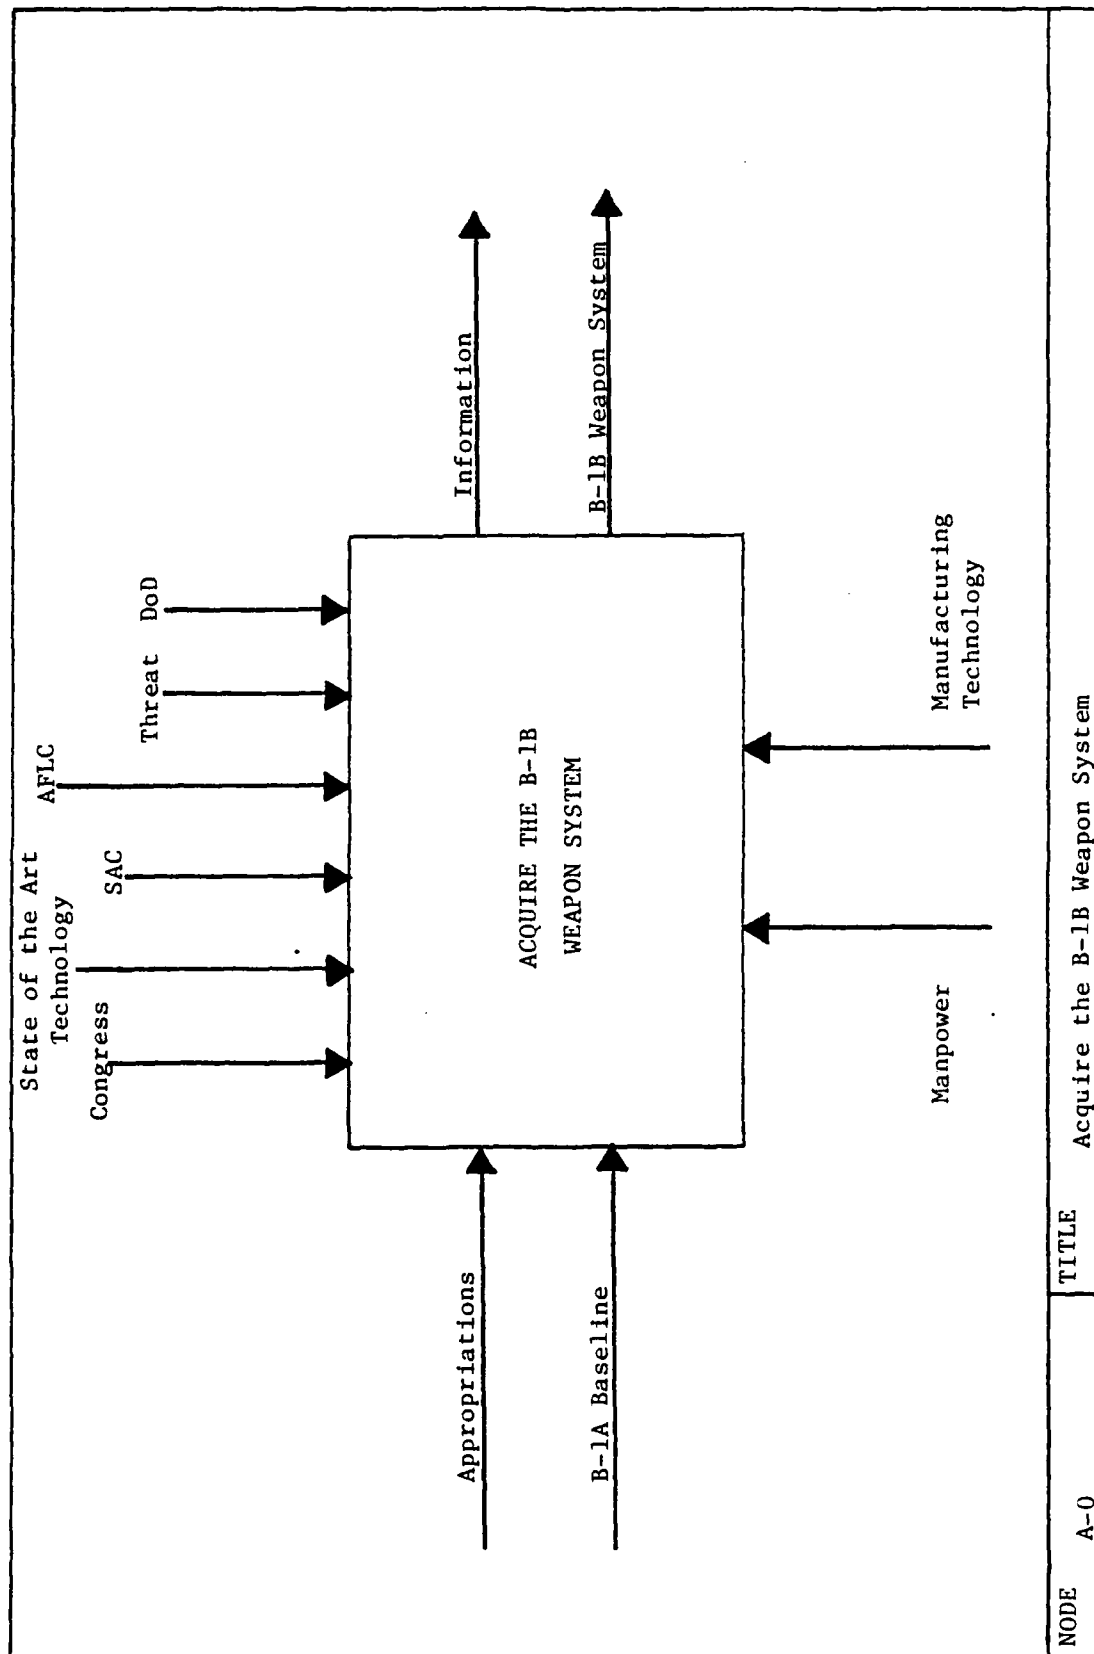 State of the Art
Technology
Congress
SAC
AFLC
Threat
DoD
Appropriations
B-1A Baseline
ACQUIRE THE B-1B
WEAPON SYSTEM
Information
B-1B Weapon System
Manpower
Manufacturing
Technology
NODE
A-0
TITLE
Acquire the B-1B Weapon System